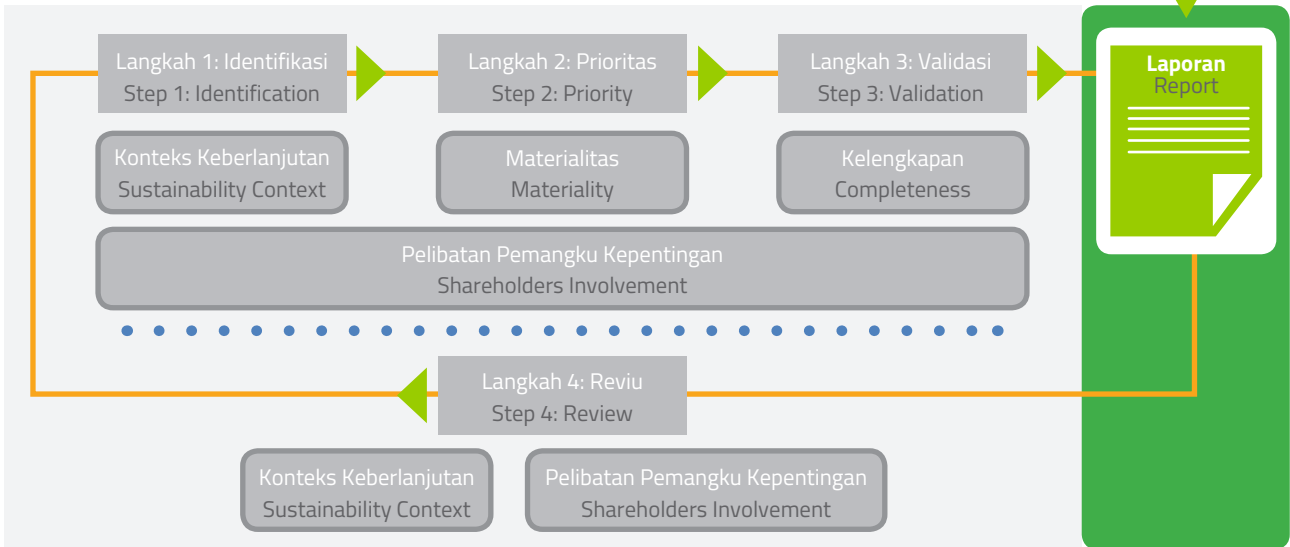 Langkah 1: Identifikasi
Step 1: Identification
Langkah 2: Prioritas
Step 2: Priority
Langkah 3: Validasi
Step 3: Validation
Laporan
Report
Konteks Keberlanjutan
Sustainability Context
Materialitas
Materiality
Kelengkapan
Completeness
Pelibatan Pemangku Kepentingan
Shareholders Involvement
Langkah 4: Reviu
Step 4: Review
Konteks Keberlanjutan
Sustainability Context
Pelibatan Pemangku Kepentingan
Shareholders Involvement